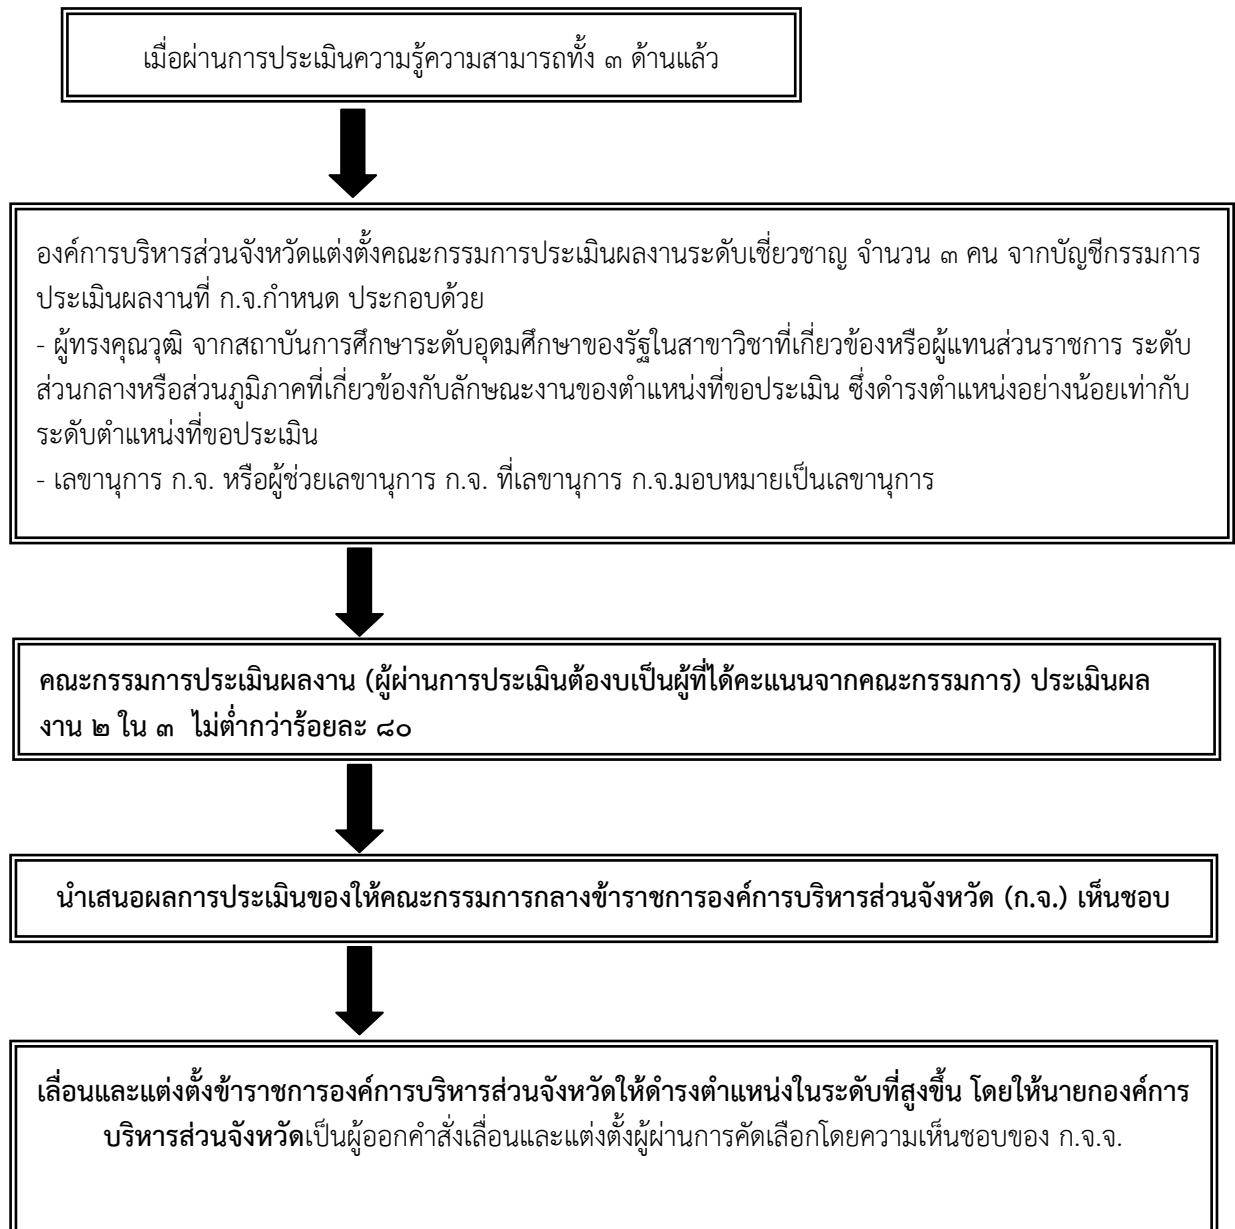 เมื่อผ่านการประเมินความรู้ความสามารถทั้ง ๓ ด้านแล้ว
องค์การบริหารส่วนจังหวัดแต่งตั้งคณะกรรมการประเมินผลงานระดับเชี่ยวชาญ จำนวน ๓ คน จากบัญชีกรรมการ
ประเมินผลงานที่ ก.จ.กำหนด ประกอบด้วย
- ผู้ทรงคุณวุฒิ จากสถาบันการศึกษาระดับอุดมศึกษาของรัฐในสาขาวิชาที่เกี่ยวข้องหรือผู้แทนส่วนราชการ ระดับ
ส่วนกลางหรือส่วนภูมิภาคที่เกี่ยวข้องกับลักษณะงานของตำแหน่งที่ขอประเมิน ซึ่งดำรงตำแหน่งอย่างน้อยเท่ากับ
ระดับตำแหน่งที่ขอประเมิน
- เลขานุการ ก.จ. หรือผู้ช่วยเลขานุการ ก.จ. ที่เลขานุการ ก.จ.มอบหมายเป็นเลขานุการ
คณะกรรมการประเมินผลงาน (ผู้ผ่านการประเมินต้องบเป็นผู้ที่ได้คะแนนจากคณะกรรมการ) ประเมินผล
งาน ๒ ใน ๓ ไม่ต่ำกว่าร้อยละ ๘๐
นำเสนอผลการประเมินของให้คณะกรรมการกลางข้าราชการองค์การบริหารส่วนจังหวัด (ก.จ.) เห็นชอบ
เลื่อนและแต่งตั้งข้าราชการองค์การบริหารส่วนจังหวัดให้ดำรงตำแหน่งในระดับที่สูงขึ้น โดยให้นายกองค์การ
บริหารส่วนจังหวัดเป็นผู้ออกคำสั่งเลื่อนและแต่งตั้งผู้ผ่านการคัดเลือกโดยความเห็นชอบของ ก.จ.จ.